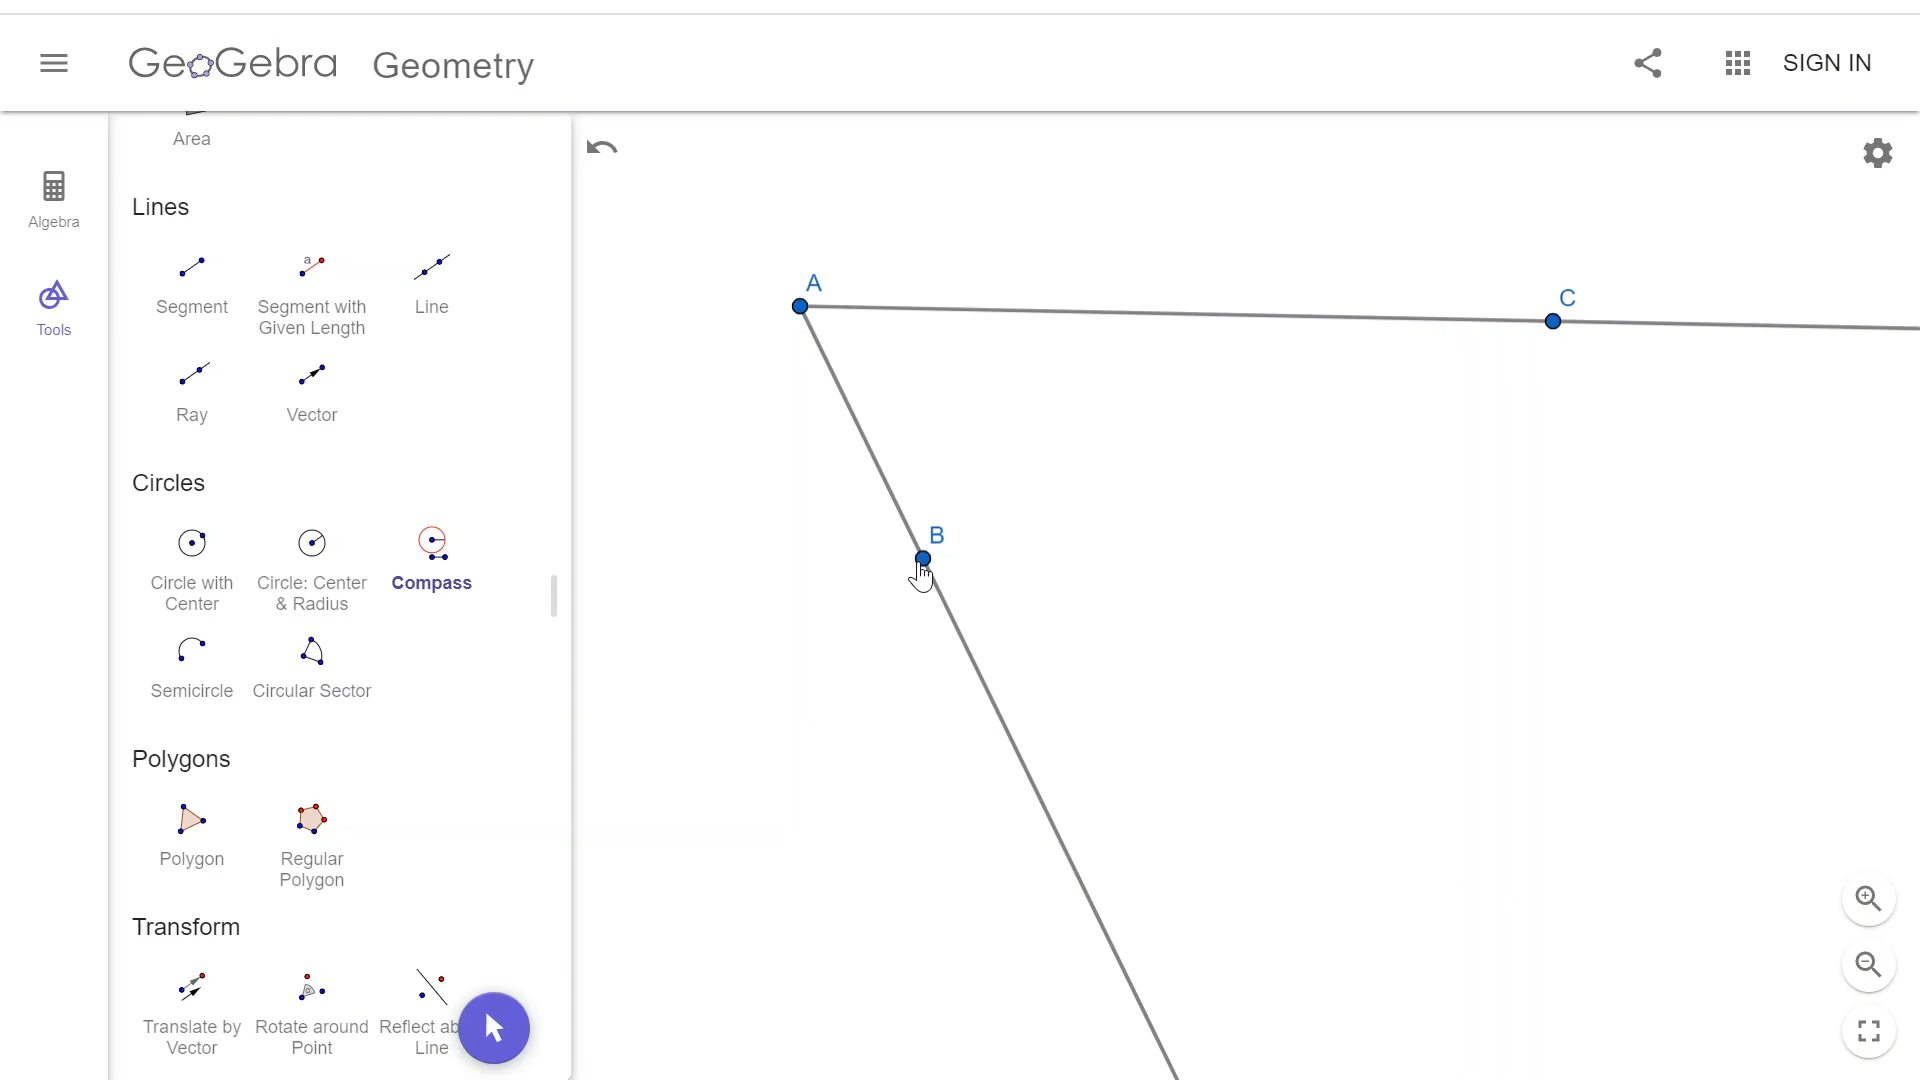 GeoGebra Geometry
SIGN IN
Algebra
Tools
Area
Lines
Segment
a
Segment with
Given Length
Line
Ray
Vector
Circles
Circle with
Center
Circle: Center
& Radius
Compass
Semicircle
Circular Sector
Polygons
Polygon
Regular
Polygon
Transform
Translate by
Vector
Rotate around
Point
Reflect ab
Line
A
C
B